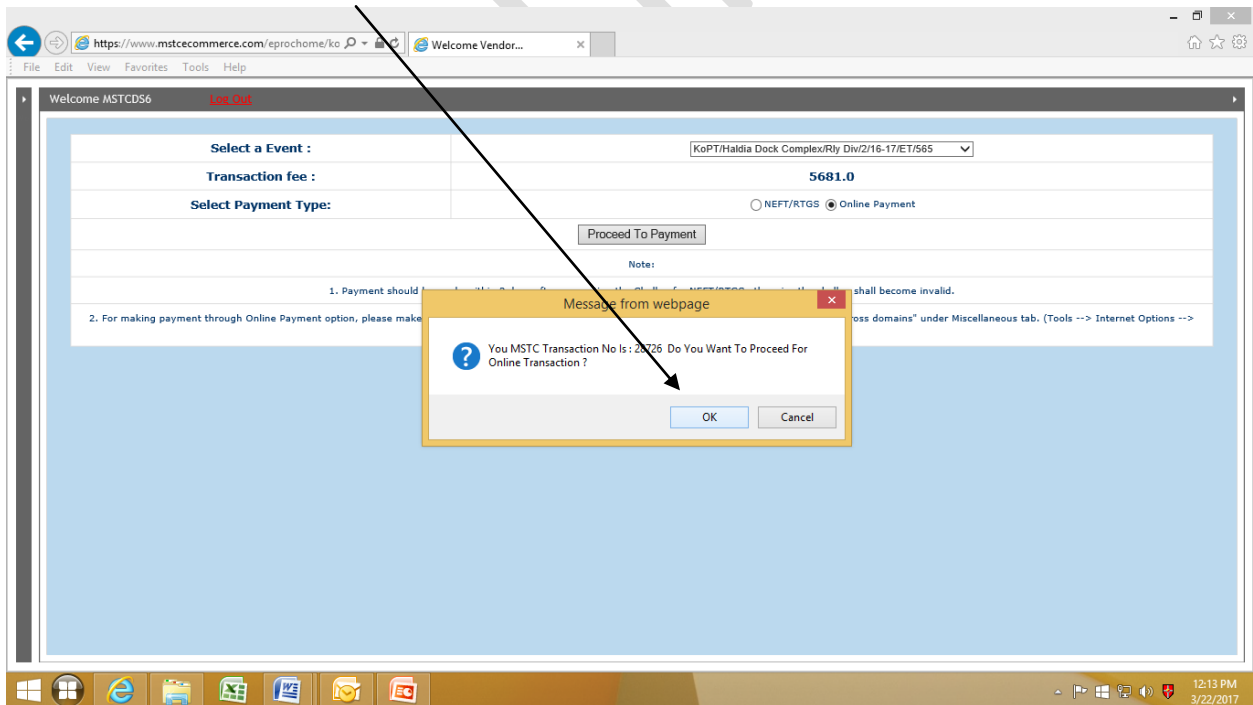 https://www.mstcecommerce.com/eprochome/ko
Welcome Vendor...
File Edit View Favorites Tools Help
Welcome MSTCDS6 Log Out
Select a Event : KoPT/Haldia Dock Complex/Rly Div/2/16-17/ET/565
Transaction fee : 5681.0
Select Payment Type: NEFT/RTGS Online Payment
Proceed To Payment
Note:
1. Payment should shall become invalid.
Message from webpage
2. For making payment through Online Payment option, please make ross domains" under Miscellaneous tab. (Tools --> Internet Options -->
You MSTC Transaction No Is : 28726 Do You Want To Proceed For
Online Transaction ?
OK Cancel
12:13 PM
3/22/2017